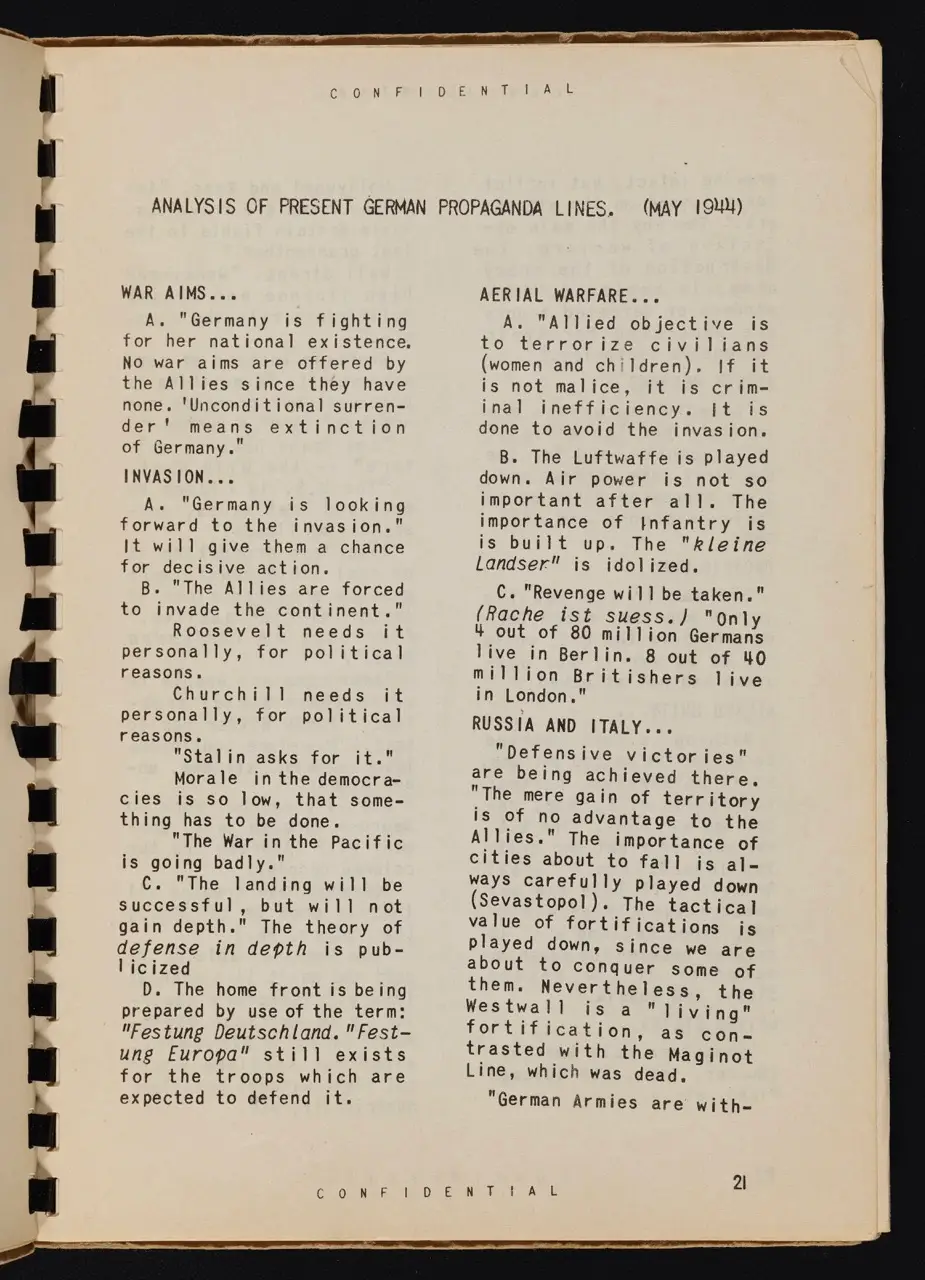 CONFIDENTIAL
ANALYSIS OF PRESENT GERMAN PROPAGANDA LINES. (MAY 1944)
WAR AIMS...
A. "Germany is fighting
for her national existence.
No war aims are offered by
the Allies since they have
none. 'Unconditional surren-
der' means extinction
of Germany."
INVASION...
A. "Germany is looking
forward to the invasion."
It will give them a chance
for decisive action.
B. "The Allies are forced
to invade the continent."
Roosevelt needs it
personally, for political
reasons.
Churchill needs it
personally, for political
reasons.
"Stalin asks for it."
Morale in the democra-
cies is so low, that some-
thing has to be done.
"The War in the Pacific
is going badly."
C. "The landing will be
successful, but will not
gain depth." The theory of
defense in depth is pub-
licized
D. The home front is being
prepared by use of the term:
"Festung Deutschland. "Fest-
ung Europa" still exists
for the troops which are
expected to defend it.
AERIAL WARFARE...
A. "Allied objective is
to terrorize civilians
(women and children). If it
is not malice, it is crim-
inal inefficiency. It is
done to avoid the invasion.
B. The Luftwaffe is played
down. Air power is not so
important after all. The
importance of Infantry is
is built up. The "kleine
Landser" is idolized.
C. "Revenge will be taken."
(Rache ist suess.) "Only
4 out of 80 million Germans
live in Berlin. 8 out of 40
million Britishers live
in London."
RUSSIA AND ITALY...
"Defensive victories"
are being achieved there.
"The mere gain of territory
is of no advantage to the
Allies." The importance of
cities about to fall is al-
ways carefully played down
(Sevastopol). The tactical
value of fortifications is
played down, since we are
about to conquer some of
them. Nevertheless, the
Westwall is a "living"
fortification, as con-
trasted with the Maginot
Line, which was dead.
"German Armies are with-
CONFIDENTIAL
21